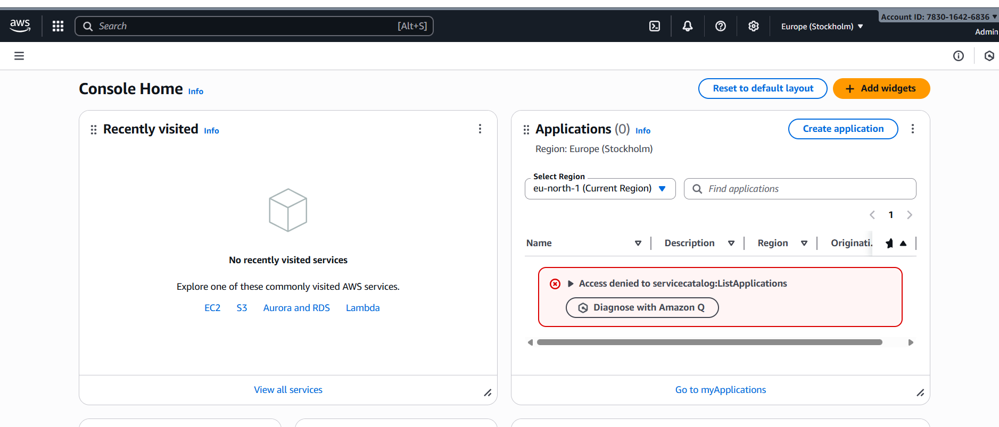 aws
Search [Alt+S]
Europe (Stockholm)
Account ID: 7830-1642-6836
Admin
Console Home Info
Reset to default layout
Add widgets
Recently visited Info
No recently visited services
Explore one of these commonly visited AWS services.
EC2 S3 Aurora and RDS Lambda
View all services
Applications (0) Info
Create application
Region: Europe (Stockholm)
Select Region
eu-north-1 (Current Region)
Find applications
1
Name Description Region Originati.
Access denied to servicecatalog:ListApplications
Diagnose with Amazon Q
Go to myApplications